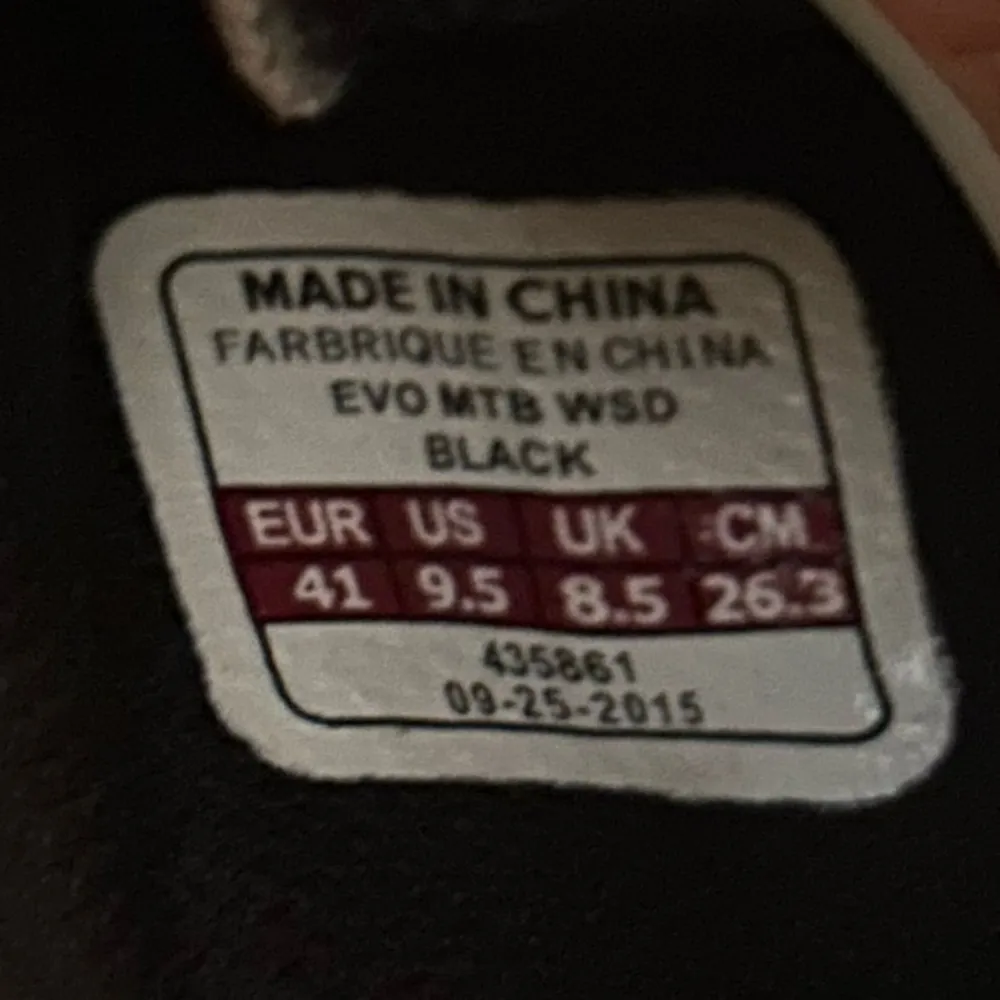 MADE IN CHINA
FARBRIQUE EN CHINA
EVO MTB WSD
BLACK
EUR US UK CM
41 9.5 8.5 26.3
435861
09-25-2015